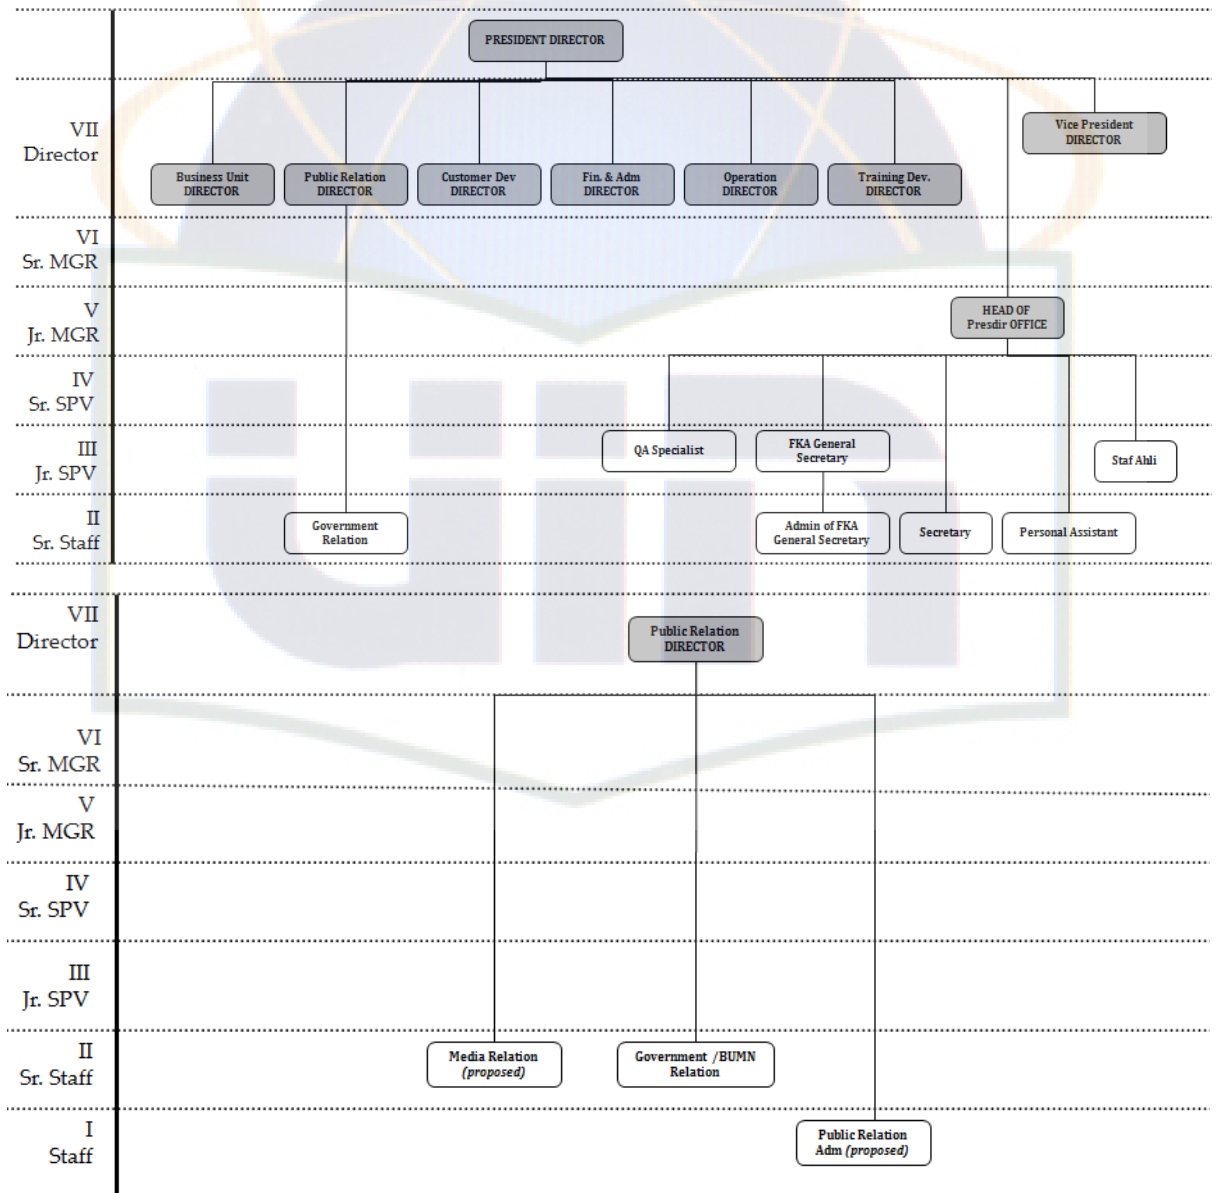 PRESIDENT DIRECTOR
VII
Director
Vice President
DIRECTOR
Business Unit
DIRECTOR
Public Relation
DIRECTOR
Customer Dev
DIRECTOR
Fin. & Adm
DIRECTOR
Operation
DIRECTOR
Training Dev.
DIRECTOR
VI
Sr. MGR
V
Jr. MGR
HEAD OF
Presdir OFFICE
IV
Sr. SPV
III
Jr. SPV
QA Specialist
FKA General
Secretary
Staf Ahli
II
Sr. Staff
Government
Relation
Admin of FKA
General Secretary
Secretary
Personal Assistant
VII
Director
Public Relation
DIRECTOR
VI
Sr. MGR
V
Jr. MGR
IV
Sr. SPV
III
Jr. SPV
II
Sr. Staff
Media Relation
(proposed)
Government /BUMN
Relation
I
Staff
Public Relation
Adm (proposed)
uin